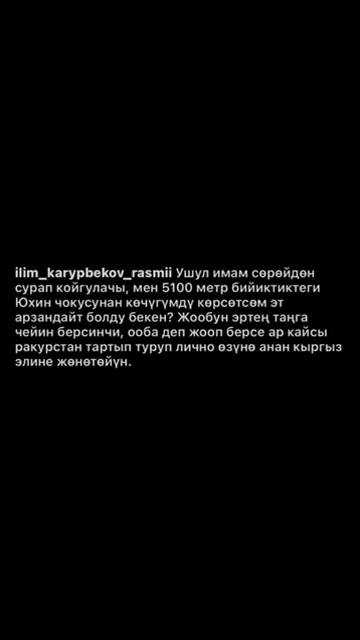 ilim_karypbekov_rasmii Ушул имам сөрөйдөн
сурап койгулачы, мен 5100 метр бийиктиктеги
Юхин чокусунан көчүгүмдү көрсөтсөм эт
арзандайт болду бекен? Жообун эртең таңга
чейин берсинчи, ооба деп жооп берсе ар кайсы
ракурстан тартып туруп лично өзүнө анан кыргыз
элине жөнөтөйүн.